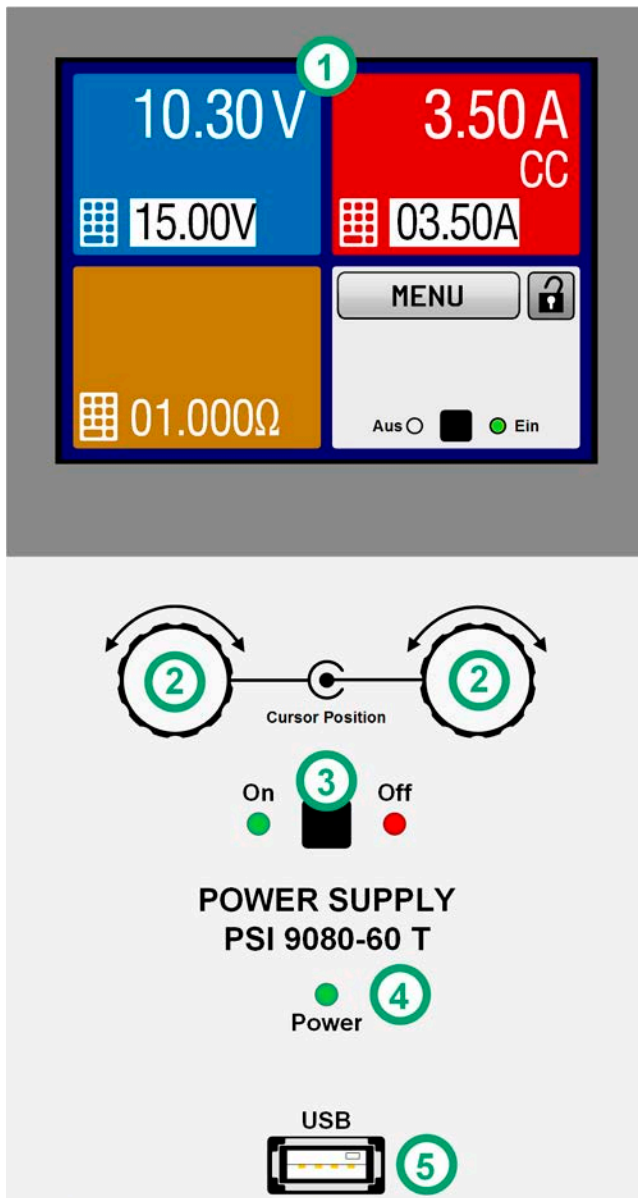 1
10.30 V
3.50 A
CC
15.00V
03.50A
MENU
01.000Ω
Aus
Ein
2
2
Cursor Position
3
On
Off
POWER SUPPLY
PSI 9080-60 T
4
Power
USB
5